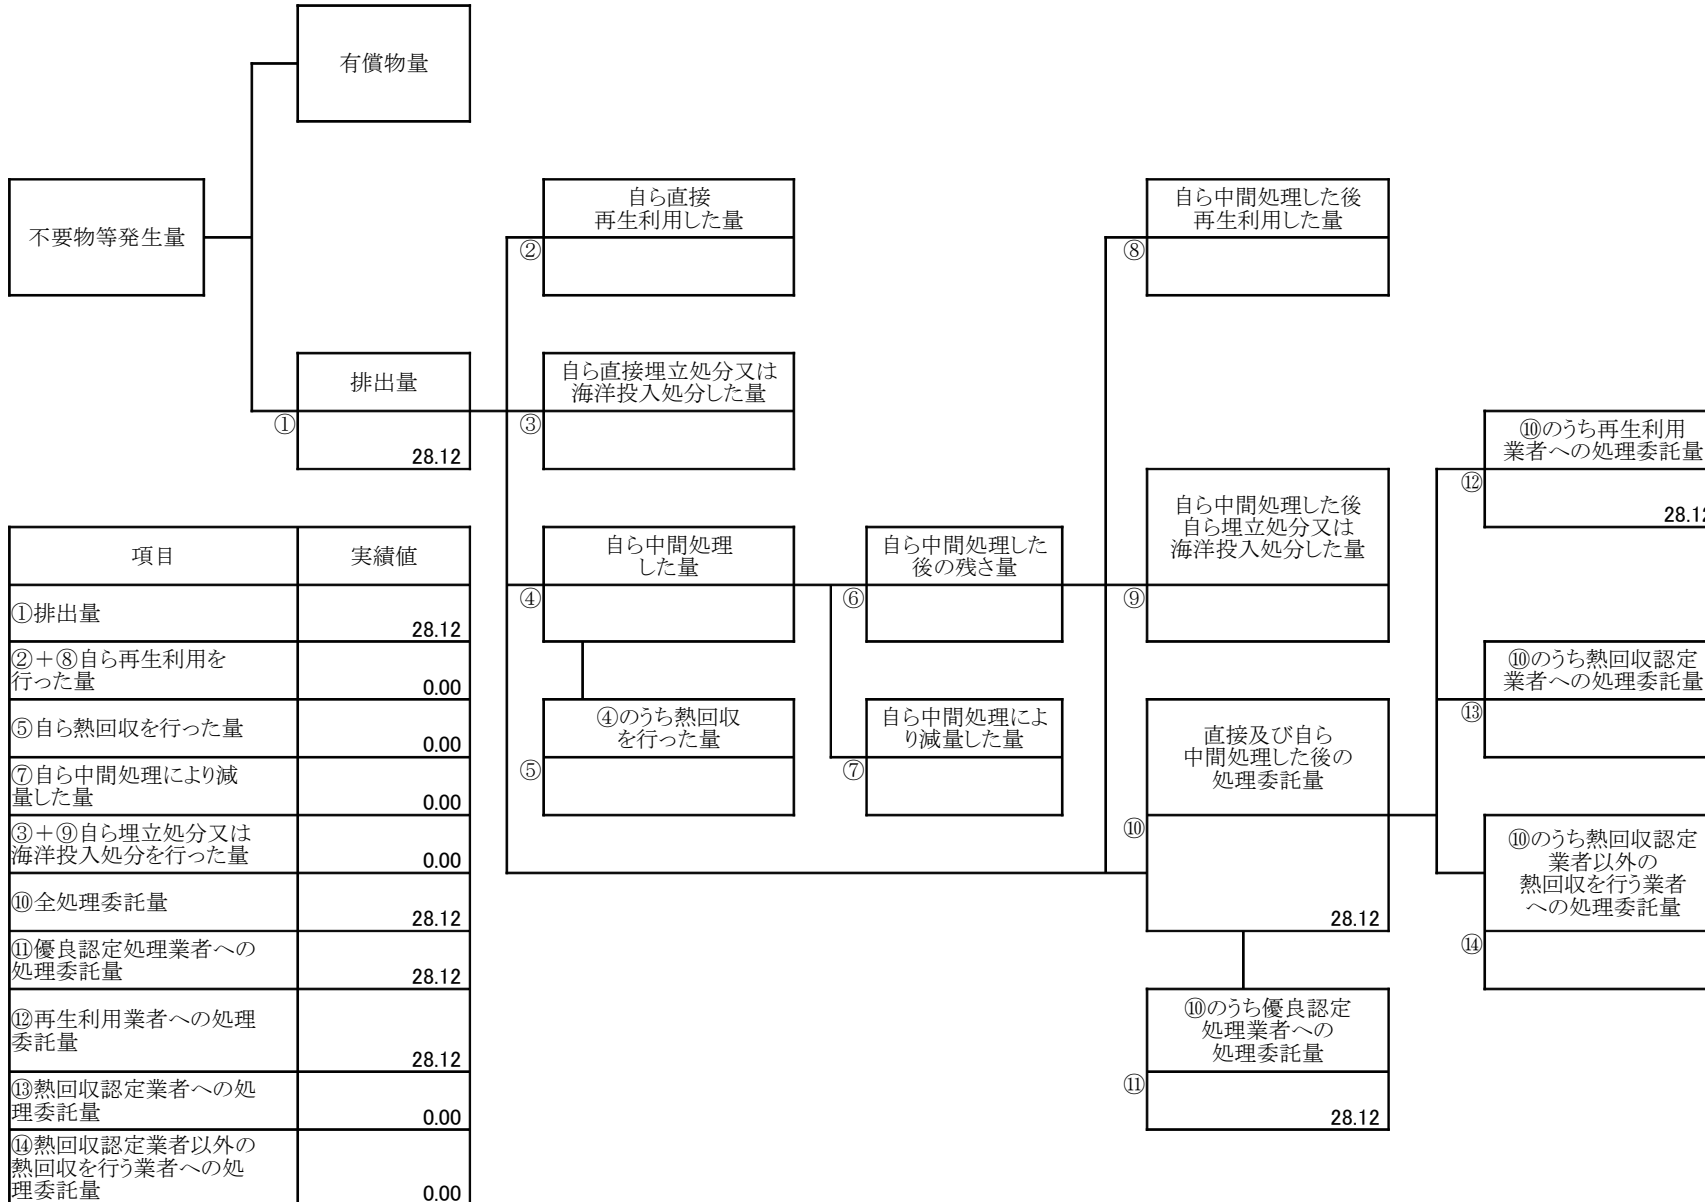 有償物量
不要物等発生量
自ら直接
再生利用した量
②
自ら中間処理した後
再生利用した量
⑧
排出量
①
28.12
自ら直接埋立処分又は
海洋投入処分した量
③
⑩のうち再生利用
業者への処理委託量
⑫
28.12
自ら中間処理
した量
④
自ら中間処理した
後の残さ量
⑥
自ら中間処理した後
自ら埋立処分又は
海洋投入処分した量
⑨
⑩のうち熱回収認定
業者への処理委託量
⑬
④のうち熱回収
を行った量
⑤
自ら中間処理によ
り減量した量
⑦
直接及び自ら
中間処理した後の
処理委託量
⑩
28.12
⑩のうち熱回収認定
業者以外の
熱回収を行う業者
への処理委託量
⑭
⑩のうち優良認定
処理業者への
処理委託量
⑪
28.12
項目 実績値
①排出量 28.12
②+⑧自ら再生利用を
行った量 0.00
⑤自ら熱回収を行った量 0.00
⑦自ら中間処理により減
量した量 0.00
③+⑨自ら埋立処分又は
海洋投入処分を行った量 0.00
⑩全処理委託量 28.12
⑪優良認定処理業者への
処理委託量 28.12
⑫再生利用業者への処理
委託量 28.12
⑬熱回収認定業者への処
理委託量 0.00
⑭熱回収認定業者以外の
熱回収を行う業者への処
理委託量 0.00